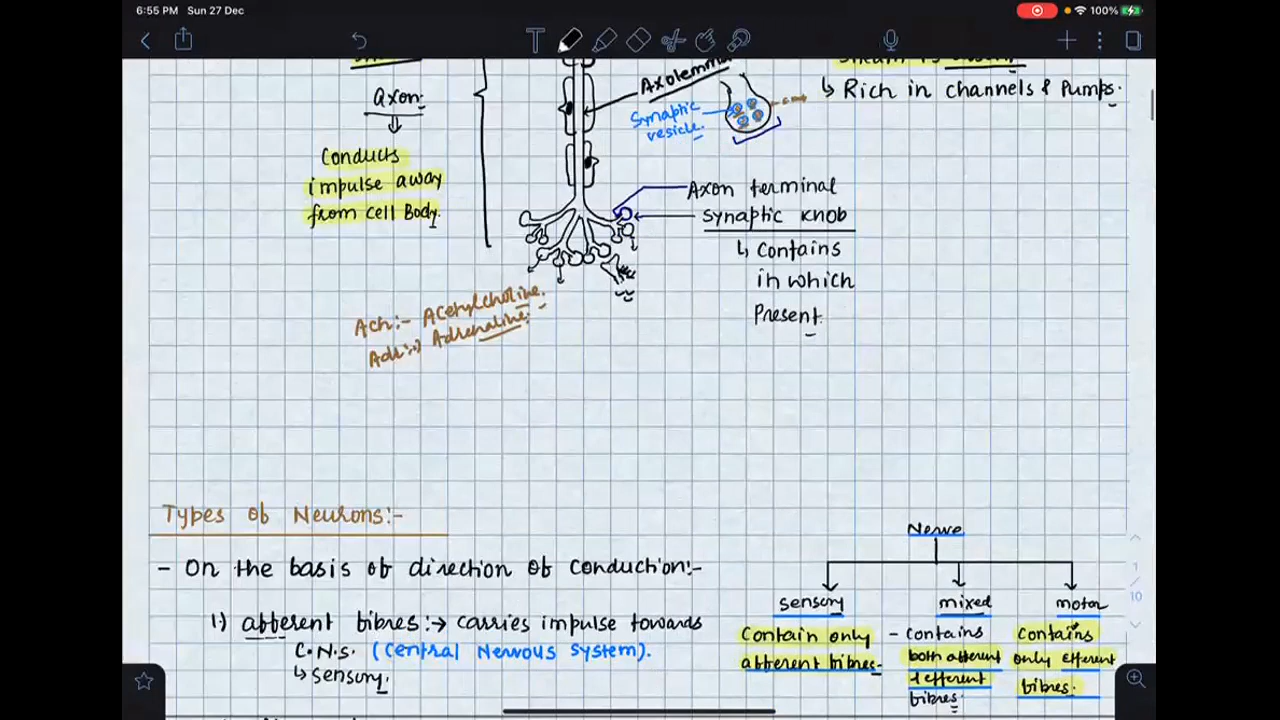 6:55 PM Sun 27 Dec
100%
axon
Conducts
impulse away
from cell Body.
Axolemma
Synaptic
vesicle.
↳ Rich in channels & Pumps.
Axon terminal
synaptic knob
↳ Contains
in which
Present
Ach:- Acetylcholine.
Adr:→ Adrenaline.
Types of Neurons:-
- On the basis of direction of conduction:-
1) afferent fibres:→ carries impulse towards
C.N.S. (Central Nervous System).
↳ sensory
Nerve
sensory mixed motor
Contain only
afferent fibres
- contains
both afferent
& efferent
fibres
Contains
only efferent
fibres
1
/
10